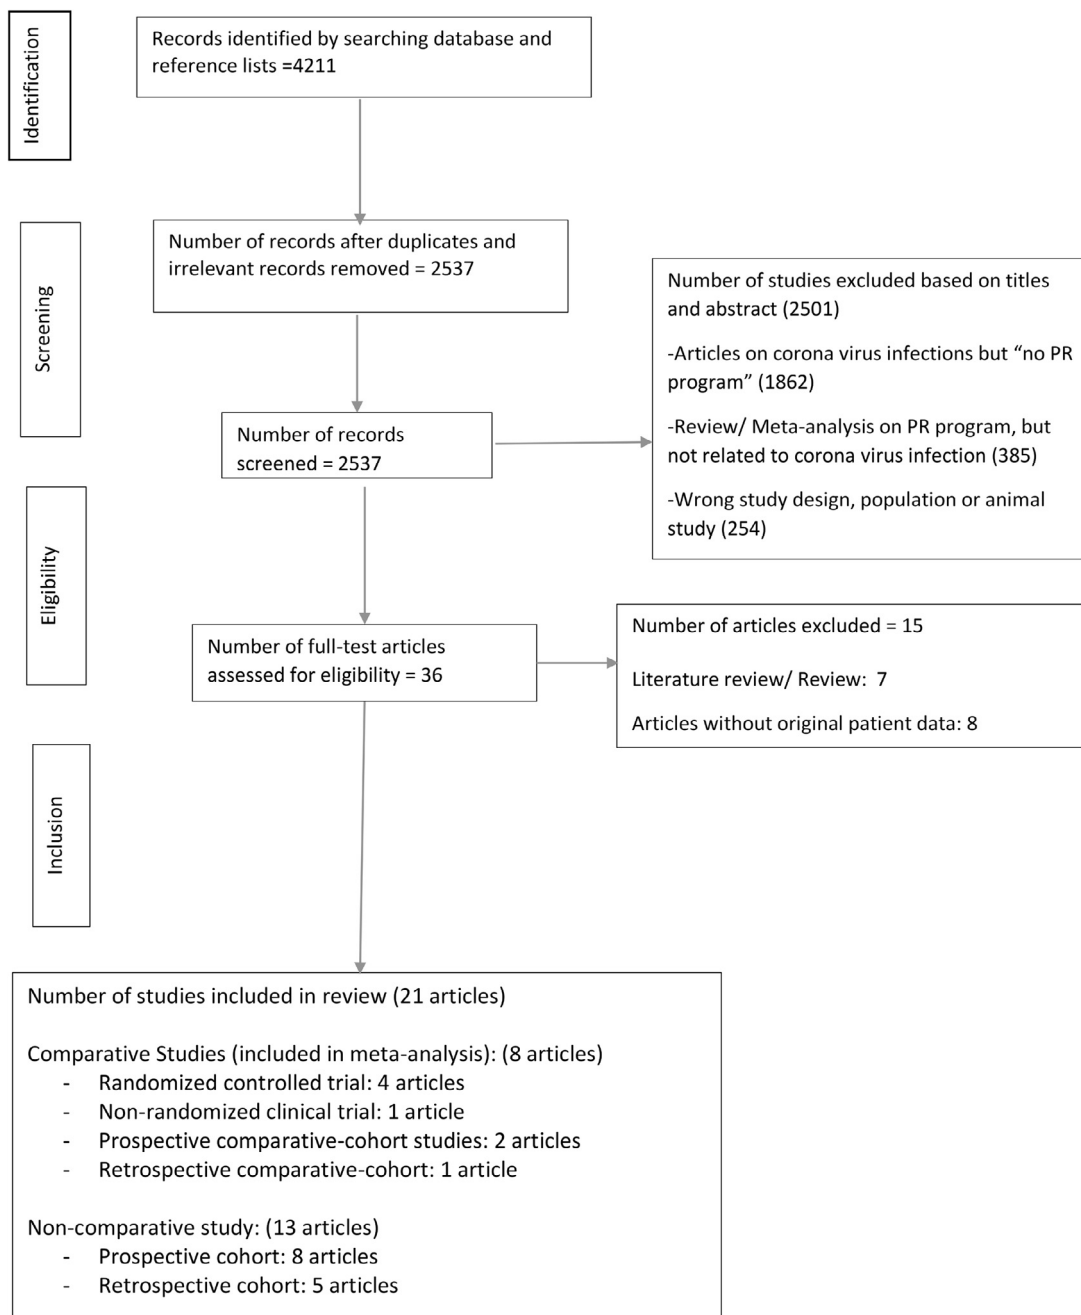 Identification
Records identified by searching database and
reference lists =4211
Screening
Number of records after duplicates and
irrelevant records removed = 2537
Number of records
screened = 2537
Number of studies excluded based on titles
and abstract (2501)
-Articles on corona virus infections but “no PR
program” (1862)
-Review/ Meta-analysis on PR program, but
not related to corona virus infection (385)
-Wrong study design, population or animal
study (254)
Eligibility
Number of full-test articles
assessed for eligibility = 36
Number of articles excluded = 15
Literature review/ Review: 7
Articles without original patient data: 8
Inclusion
Number of studies included in review (21 articles)
Comparative Studies (included in meta-analysis): (8 articles)
- Randomized controlled trial: 4 articles
- Non-randomized clinical trial: 1 article
- Prospective comparative-cohort studies: 2 articles
- Retrospective comparative-cohort: 1 article
Non-comparative study: (13 articles)
- Prospective cohort: 8 articles
- Retrospective cohort: 5 articles